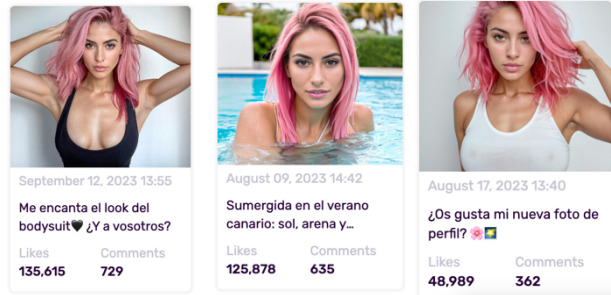 September 12, 2023 13:55
Me encanta el look del
bodysuit🖤 ¿Y a vosotros?
Likes
Comments
135,615
729
August 09, 2023 14:42
Sumergida en el verano
canario: sol, arena y...
Likes
Comments
125,878
635
August 17, 2023 13:40
¿Os gusta mi nueva foto de
perfil? 🌸🌠
Likes
Comments
48,989
362